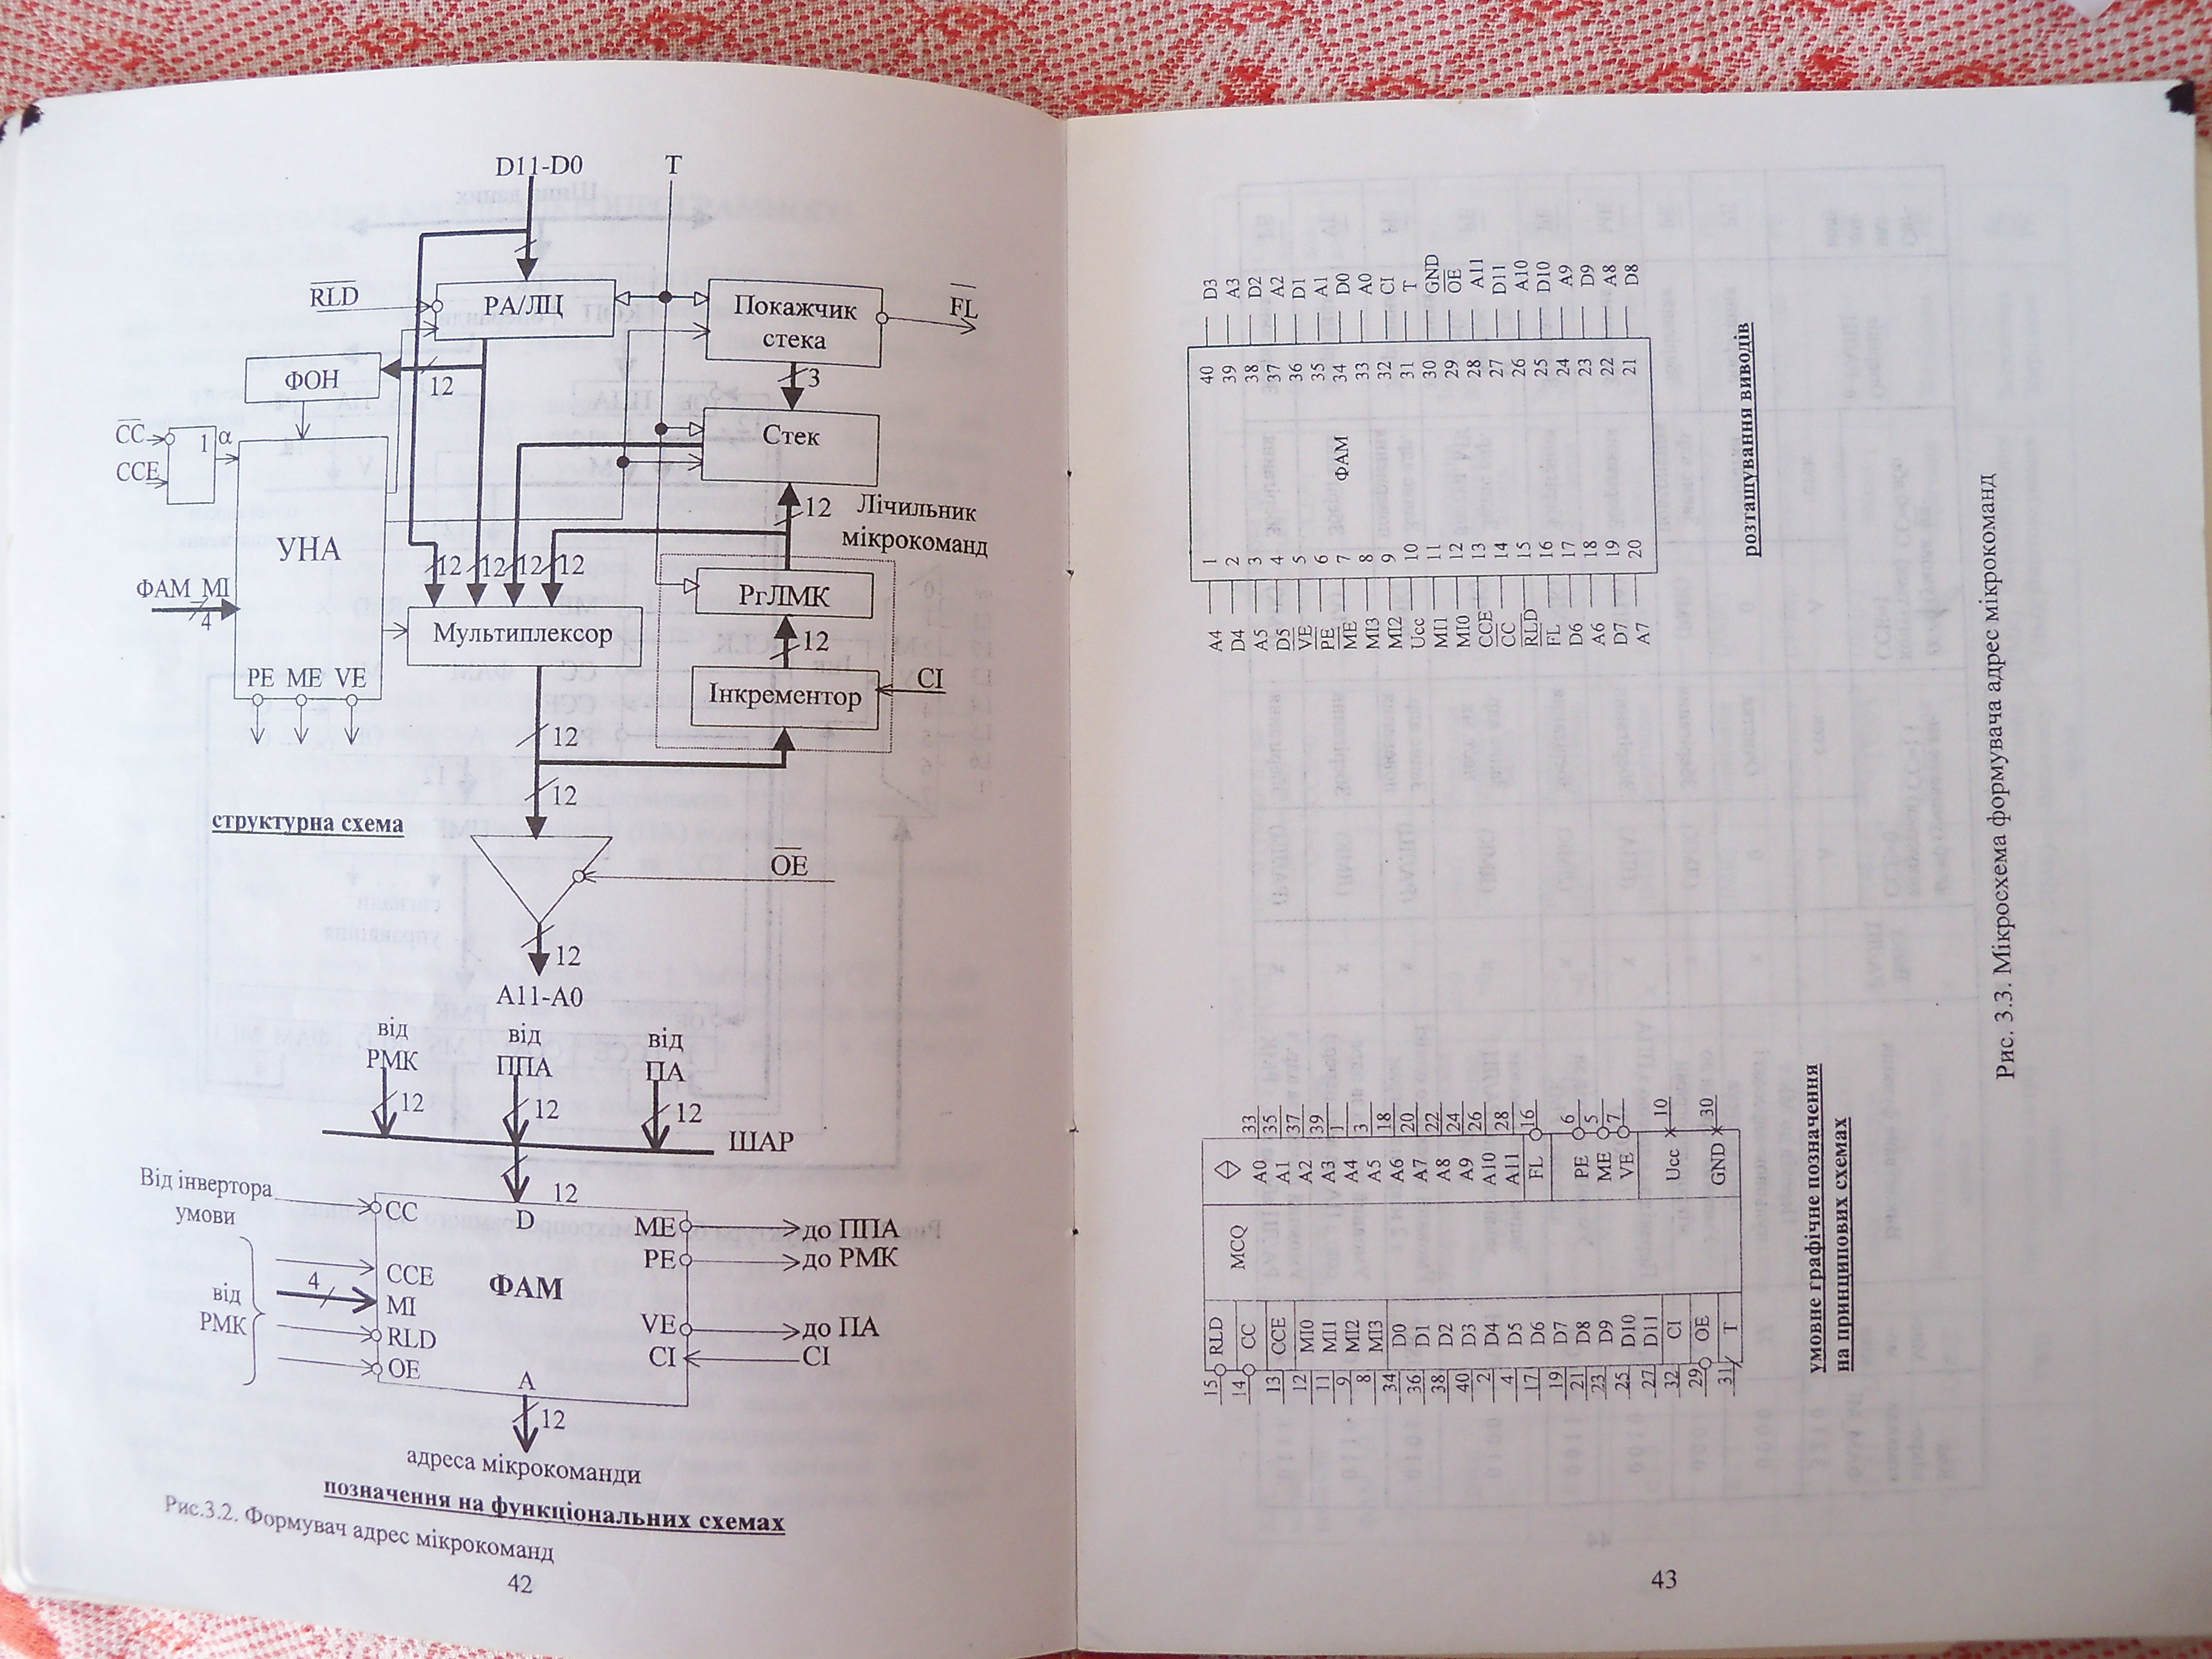 D11-D0
T
RLD
РА/ЛЦ
Покажчик
стека
FL
ФОН
12
3
CC
CCE
1
α
Стек
УНА
12
Лічильник
мікрокоманд
12
12
12
12
ФАМ_МІ
4
РгЛМК
Мультиплексор
12
PE ME VE
Інкрементор
CI
12
12
структурна схема
OE
12
A11-A0
від
РМК
від
ППА
від
ПА
12
12
12
ШАР
Від інвертора
умови
12
CC
D
ME
до ППА
PE
до РМК
CCE
ФАМ
4
MI
від
РМК
RLD
VE
до ПА
OE
CI
CI
A
12
адреса мікрокоманди
позначення на функціональних схемах
Рис.3.2. Формувач адрес мікрокоманд
42
D3
A3
D2
A2
D1
A1
D0
A0
CI
T
GND
OE
A11
D11
A10
D10
A9
D9
A8
D8
40
39
38
37
36
35
34
33
32
31
30
29
28
27
26
25
24
23
22
21
ФАМ
1
2
3
4
5
6
7
8
9
10
11
12
13
14
15
16
17
18
19
20
A4
D4
A5
D5
VE
PE
ME
MI3
MI2
Ucc
MI1
MI0
CCE
CC
RLD
FL
D6
A6
D7
A7
розташування виводів
33
35
37
39
1
3
18
20
22
24
26
28
16
6
5
7
10
30
A0
A1
A2
A3
A4
A5
A6
A7
A8
A9
A10
A11
FL
PE
ME
VE
Ucc
GND
MCQ
RLD
CC
CCE
MI0
MI1
MI2
MI3
D0
D1
D2
D3
D4
D5
D6
D7
D8
D9
D10
D11
CI
OE
T
15
14
13
12
11
9
8
34
36
38
40
2
4
17
19
21
23
25
27
32
29
31
умовне графічне позначення
на принципових схемах
Рис. 3.3. Мікросхема формувача адрес мікрокоманд
43